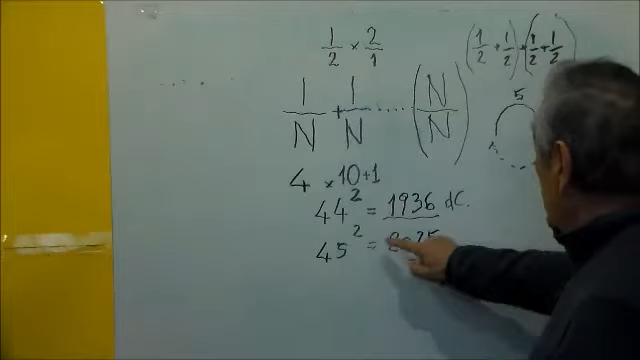 1/2 × 2/1
(1/2 + 1/2) × (1/2 + 1/2)
1/N + 1/N ..... (N/N)
5
4 × 10+1
44² = 1936 dC.
45² =